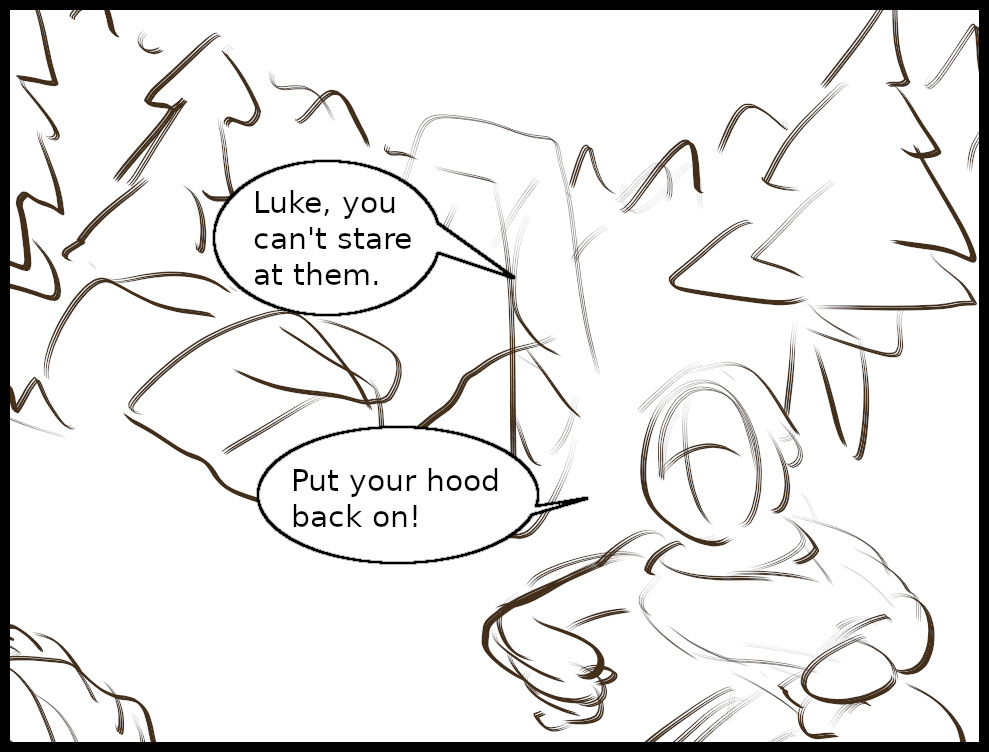 Luke, you
can't stare
at them.
Put your hood
back on!